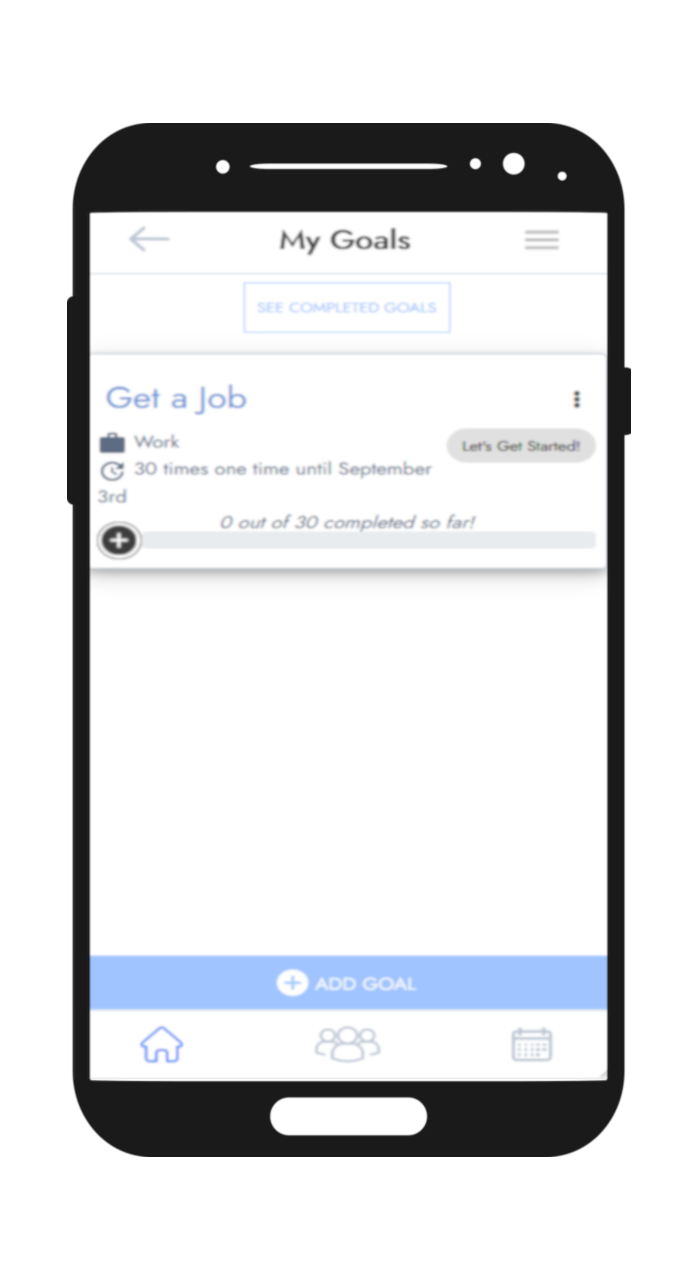 My Goals
SEE COMPLETED GOALS
Get a Job
Work
Let's Get Started!
30 times one time until September
3rd
0 out of 30 completed so far!
ADD GOAL